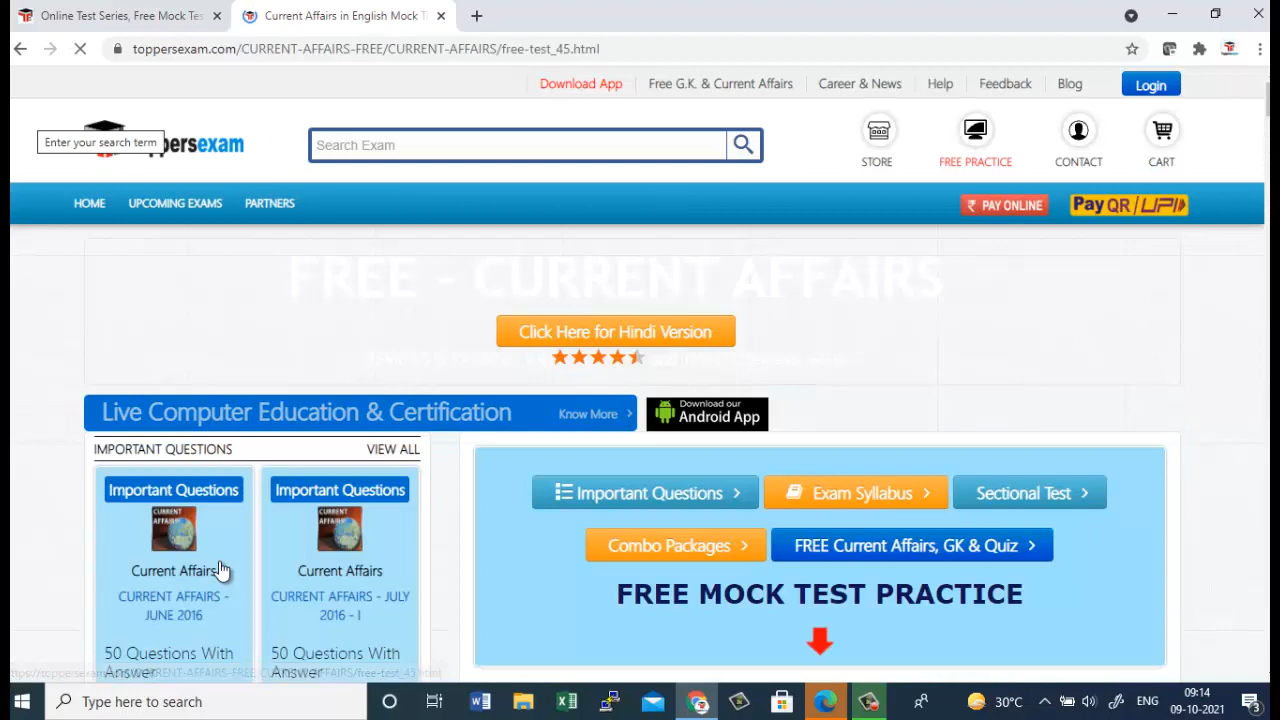 Online Test Series, Free Mock Tes
Current Affairs in English Mock T
toppersexam.com/CURRENT-AFFAIRS-FREE/CURRENT-AFFAIRS/free-test_45.html
Download App
Free G.K. & Current Affairs
Career & News
Help
Feedback
Blog
Login
Enter your search term
ppersexam
Search Exam
STORE
FREE PRACTICE
CONTACT
CART
HOME
UPCOMING EXAMS
PARTNERS
₹ PAY ONLINE
Pay QR/UPI
FREE - CURRENT AFFAIRS
Click Here for Hindi Version
Live Computer Education & Certification
Know More
Download our
Android App
IMPORTANT QUESTIONS
VIEW ALL
Important Questions
Current Affairs
CURRENT AFFAIRS -
JUNE 2016
50 Questions With
Answer
Important Questions
Current Affairs
CURRENT AFFAIRS - JULY
2016 - I
50 Questions With
Answer
Important Questions
Exam Syllabus
Sectional Test
Combo Packages
FREE Current Affairs, GK & Quiz
FREE MOCK TEST PRACTICE
Type here to search
30°C
ENG
09:14
09-10-2021
3